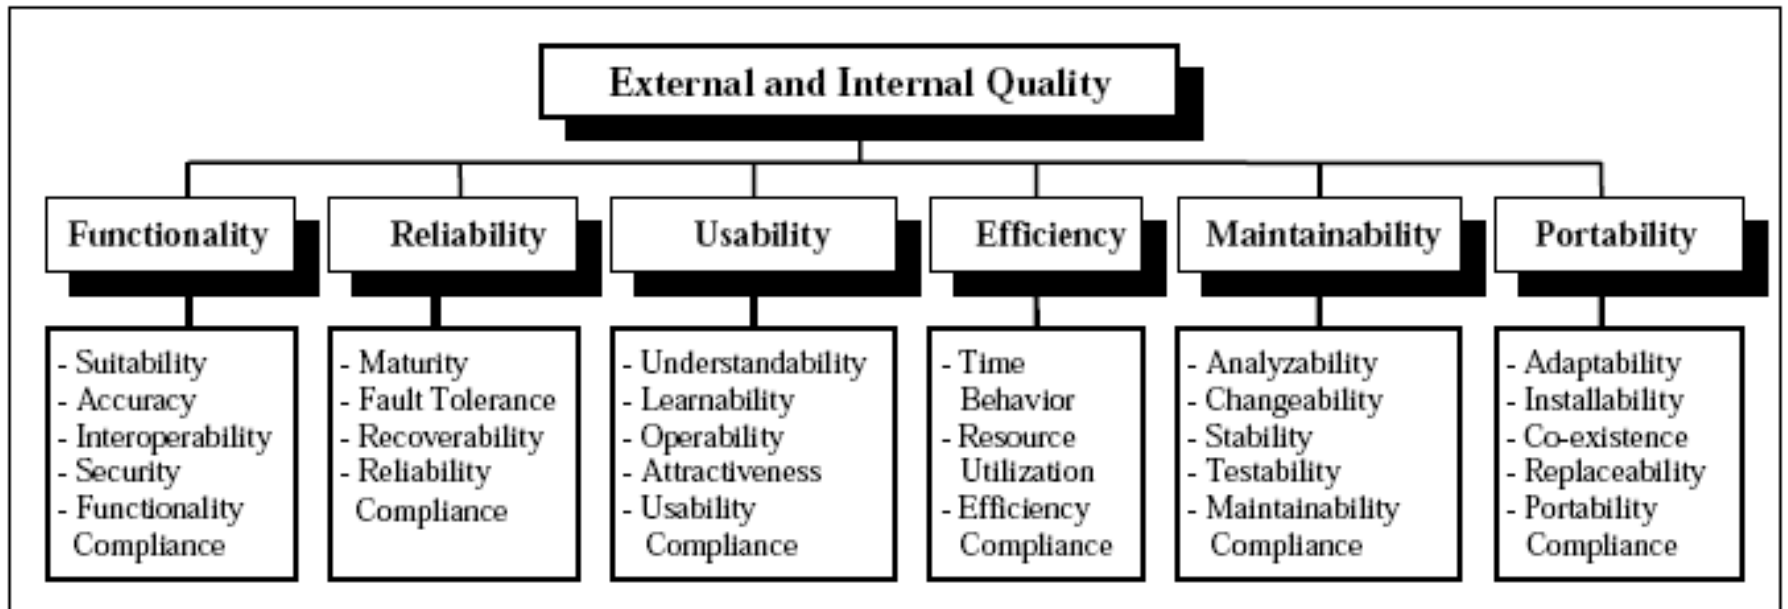 External and Internal Quality
Functionality
Reliability
Usability
Efficiency
Maintainability
Portability
- Suitability
- Accuracy
- Interoperability
- Security
- Functionality
Compliance
- Maturity
- Fault Tolerance
- Recoverability
- Reliability
Compliance
- Understandability
- Learnability
- Operability
- Attractiveness
- Usability
Compliance
- Time
Behavior
- Resource
Utilization
- Efficiency
Compliance
- Analyzability
- Changeability
- Stability
- Testability
- Maintainability
Compliance
- Adaptability
- Installability
- Co-existence
- Replaceability
- Portability
Compliance